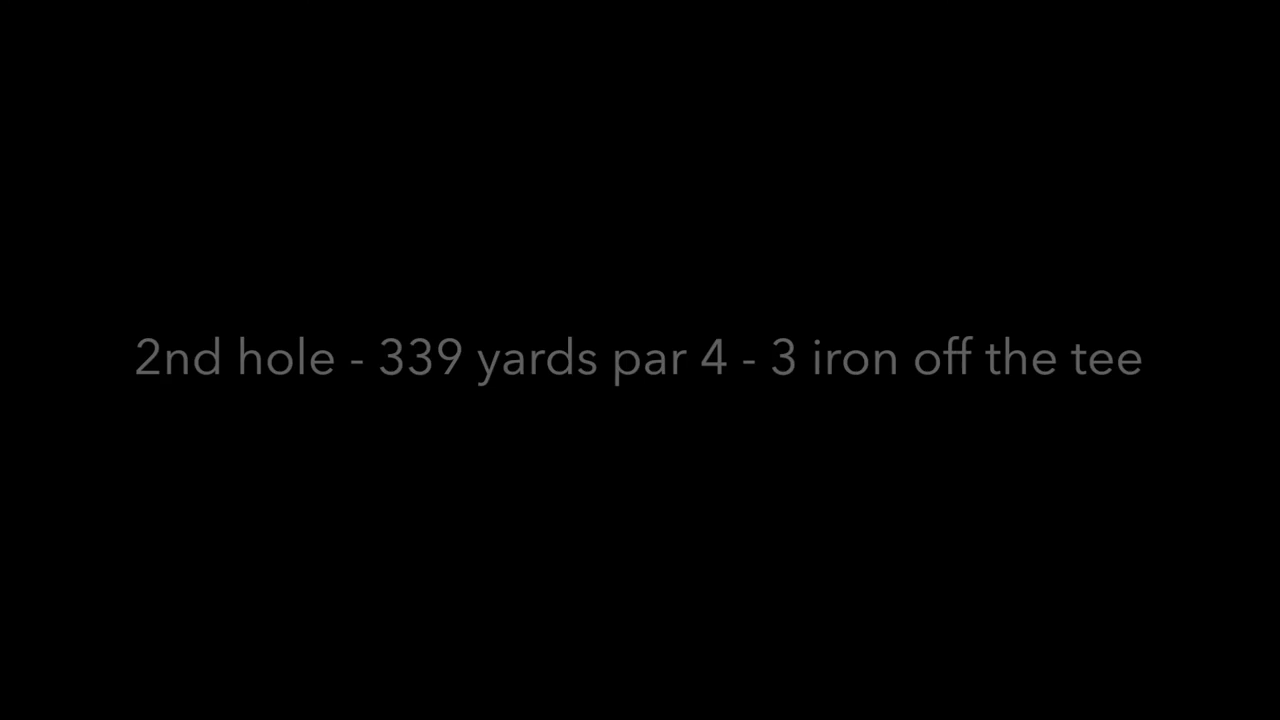 2nd hole - 339 yards par 4 - 3 iron off the tee